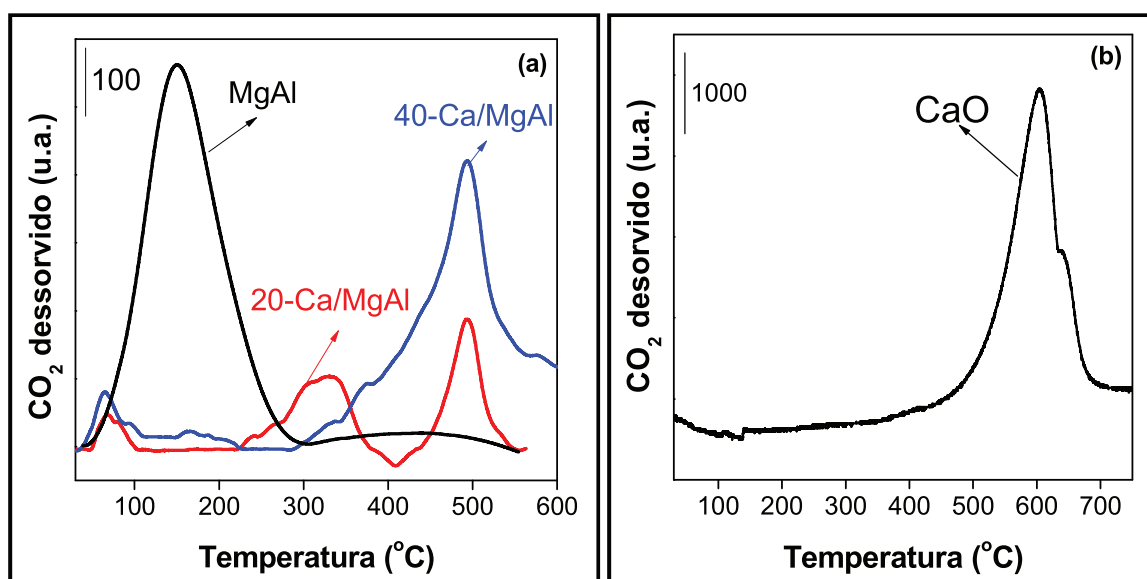 (a)
100
MgAl
40-Ca/MgAl
20-Ca/MgAl
CO₂ dessorvido (u.a.)
100 200 300 400 500 600
Temperatura (°C)
(b)
1000
CaO
CO₂ desorvido (u.a.)
100 200 300 400 500 600 700
Temperatura (°C)